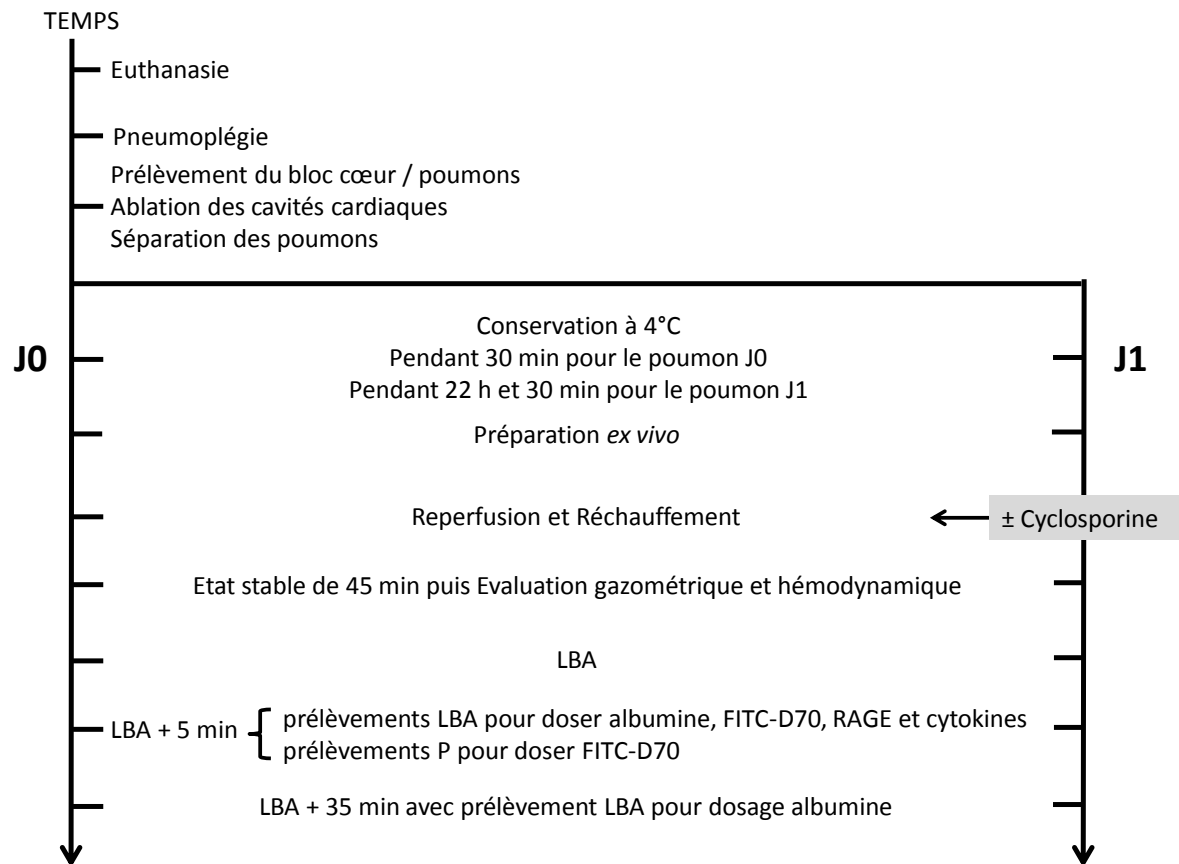 TEMPS
Euthanasie
Pneumoplégie
Prélèvement du bloc cœur / poumons
Ablation des cavités cardiaques
Séparation des poumons
J0
J1
Conservation à 4°C
Pendant 30 min pour le poumon J0
Pendant 22 h et 30 min pour le poumon J1
Préparation ex vivo
Reperfusion et Réchauffement
± Cyclosporine
Etat stable de 45 min puis Evaluation gazométrique et hémodynamique
LBA
LBA + 5 min
prélèvements LBA pour doser albumine, FITC-D70, RAGE et cytokines
prélèvements P pour doser FITC-D70
LBA + 35 min avec prélèvement LBA pour dosage albumine